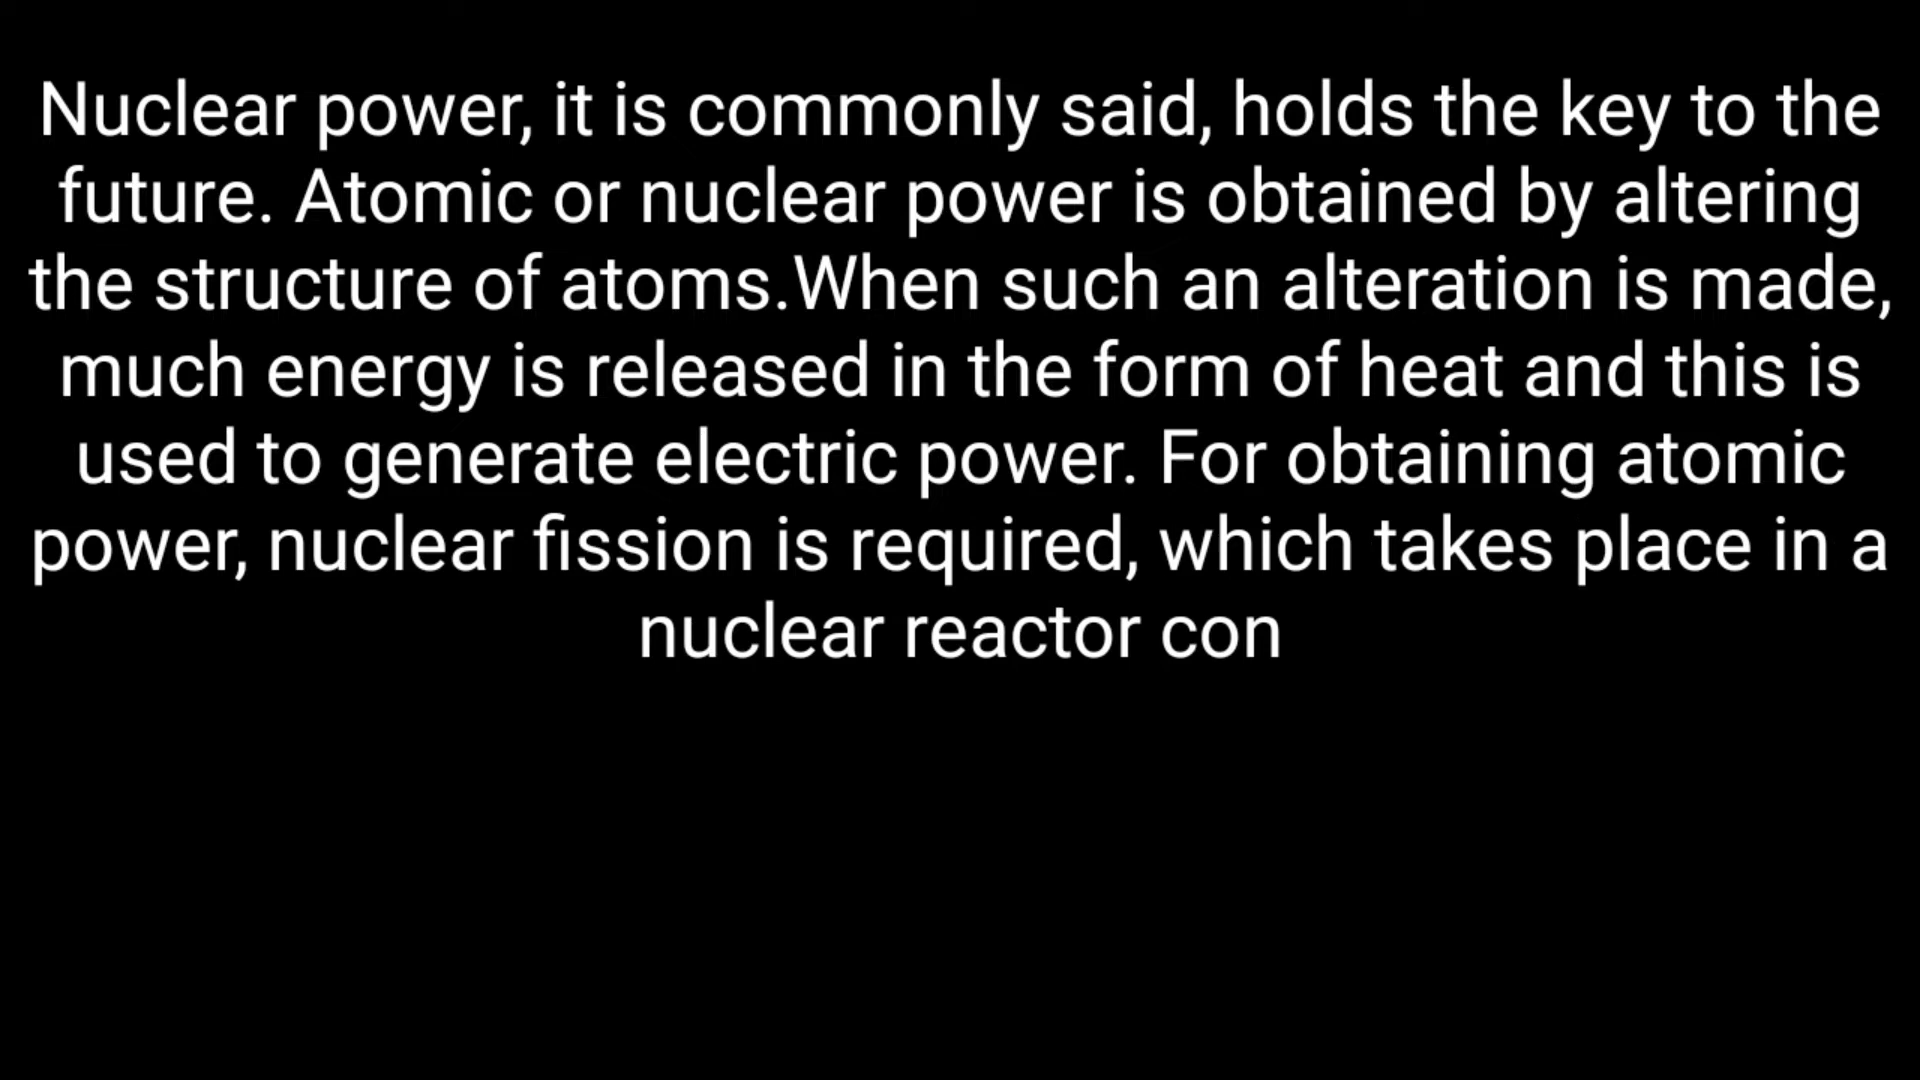 Nuclear power, it is commonly said, holds the key to the
future. Atomic or nuclear power is obtained by altering
the structure of atoms.When such an alteration is made,
much energy is released in the form of heat and this is
used to generate electric power. For obtaining atomic
power, nuclear fission is required, which takes place in a
nuclear reactor con